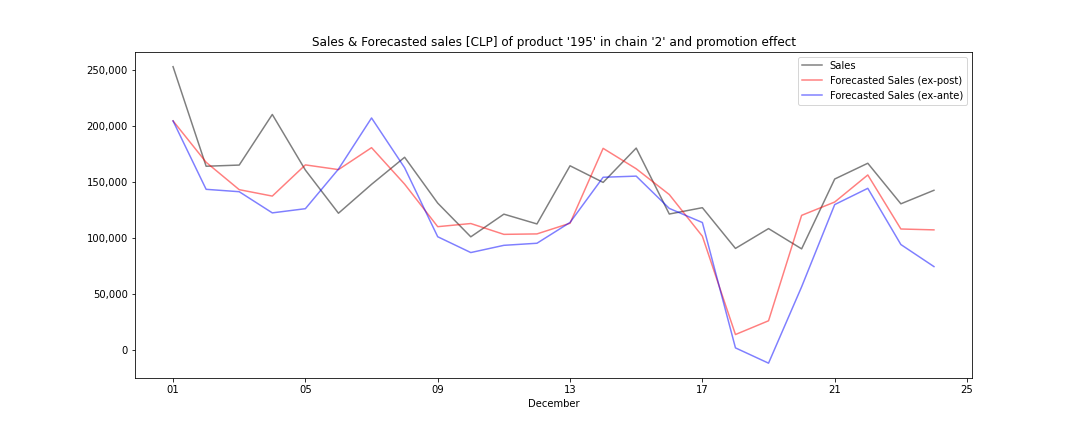 Sales & Forecasted sales [CLP] of product '195' in chain '2' and promotion effect
Sales
Forecasted Sales (ex-post)
Forecasted Sales (ex-ante)
250,000
200,000
150,000
100,000
50,000
0
01 05 09 13 17 21 25
December